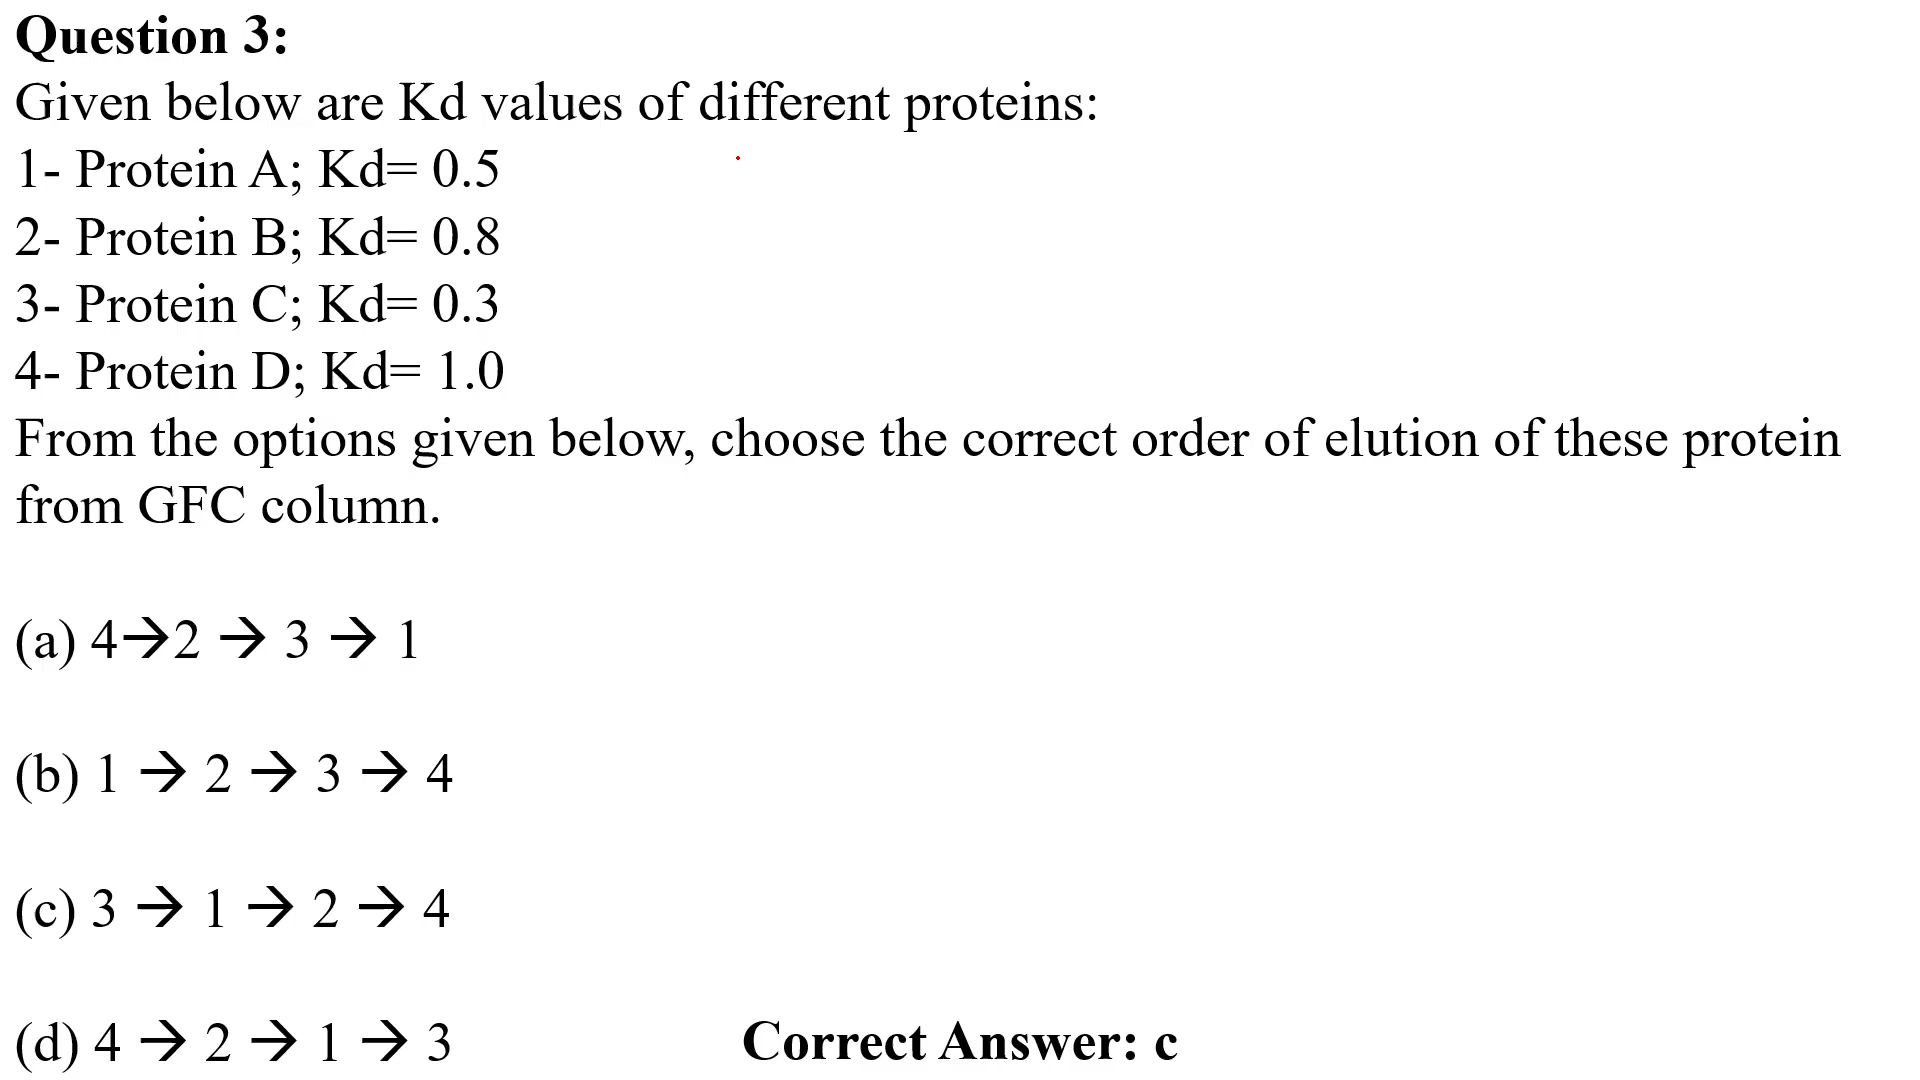 Question 3:
Given below are Kd values of different proteins:
1- Protein A; Kd= 0.5
2- Protein B; Kd= 0.8
3- Protein C; Kd= 0.3
4- Protein D; Kd= 1.0
From the options given below, choose the correct order of elution of these protein
from GFC column.
(a) 4→2 → 3 → 1
(b) 1 → 2 → 3 → 4
(c) 3 → 1 → 2 → 4
(d) 4 → 2 → 1 → 3
Correct Answer: c